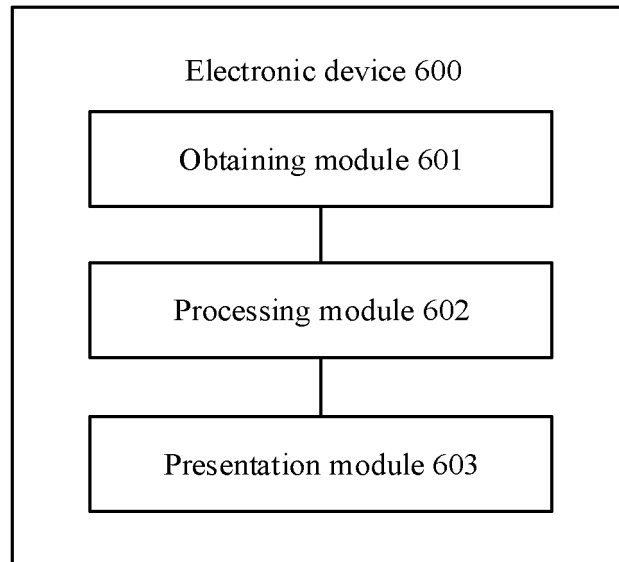 Electronic device 600
Obtaining module 601
Processing module 602
Presentation module 603